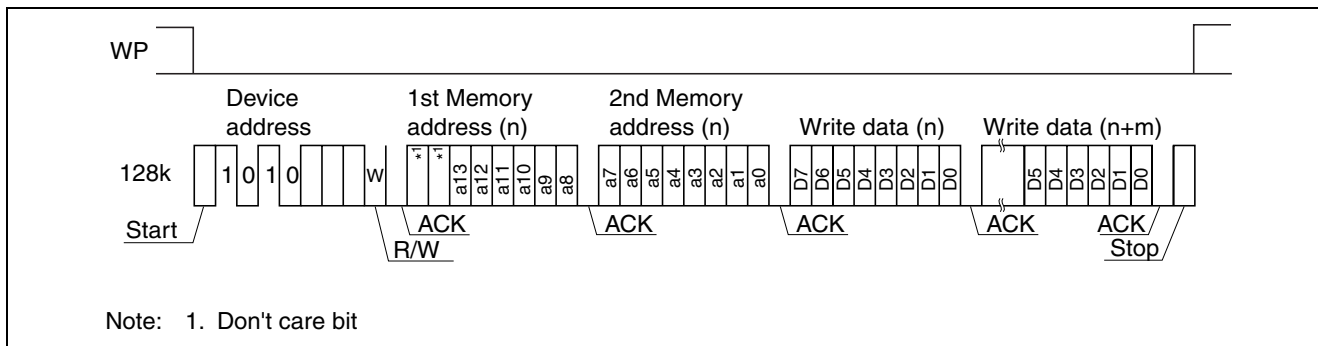 WP
Device address
1st Memory address (n)
2nd Memory address (n)
Write data (n)
Write data (n+m)
128k
1 0 1 0
W
*1 *1 a13 a12 a11 a10 a9 a8
a7 a6 a5 a4 a3 a2 a1 a0
D7 D6 D5 D4 D3 D2 D1 D0
D5 D4 D3 D2 D1 D0
Start
R/W
ACK
ACK
ACK
ACK
ACK
Stop
Note: 1. Don't care bit